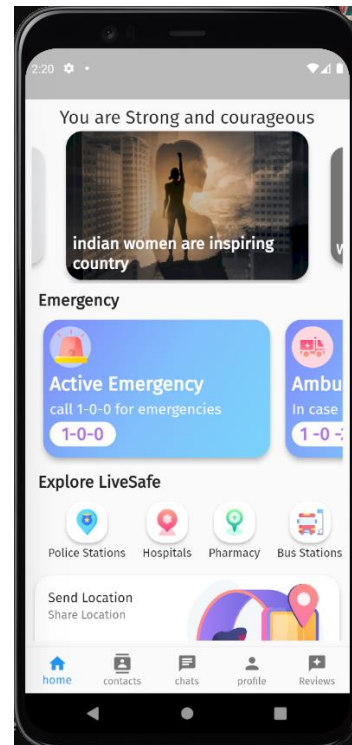 2:20
You are Strong and courageous
indian women are inspiring
country
W
Emergency
Active Emergency
call 1-0-0 for emergencies
1-0-0
Ambu
In case
1 -0 -
Explore LiveSafe
Police Stations
Hospitals
Pharmacy
Bus Stations
Send Location
Share Location
home
contacts
chats
profile
Reviews